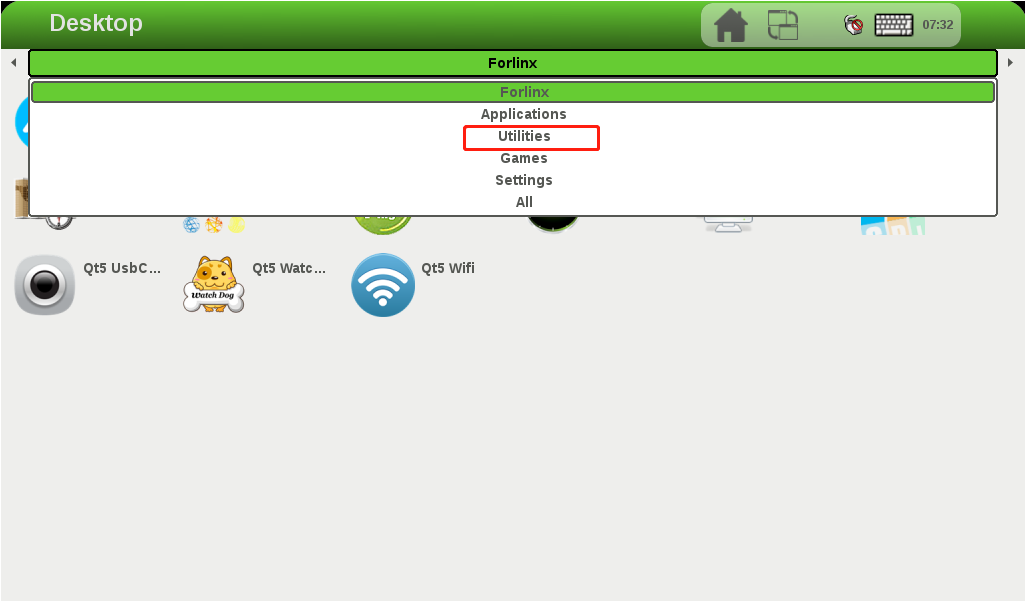 Desktop
07:32
Forlinx
Forlinx
Applications
Utilities
Games
Settings
All
Qt5 UsbC...
Watch Dog
Qt5 Watc...
Qt5 Wifi